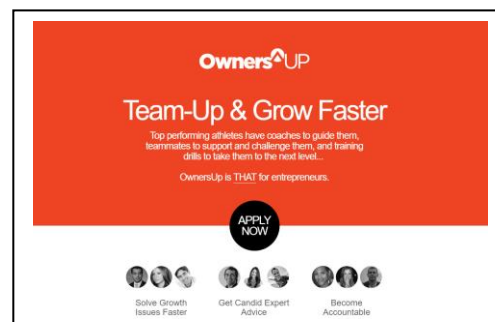 Owners UP
Team-Up & Grow Faster
Top performing athletes have coaches to guide them,
teammates to support and challenge them, and training
drills to take them to the next level...
OwnersUp is THAT for entrepreneurs.
APPLY
NOW
Solve Growth
Issues Faster
Get Candid Expert
Advice
Become
Accountable